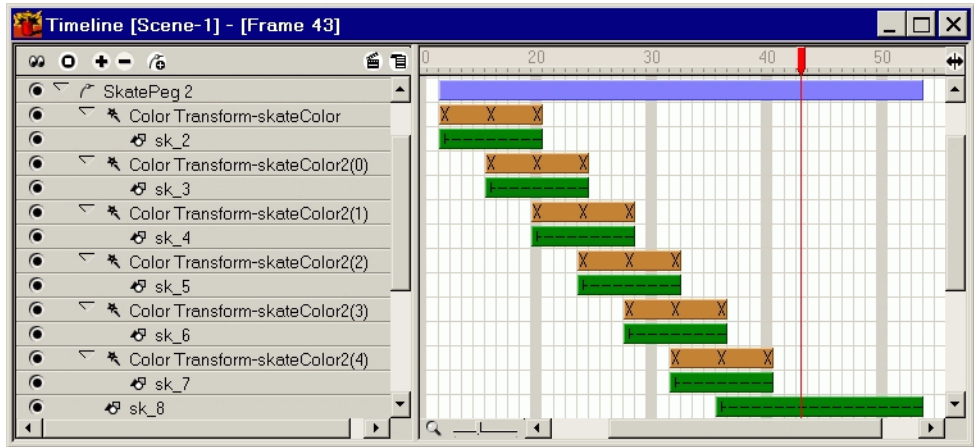 Timeline [Scene-1] - [Frame 43]
0 20 30 40 50
SkatePeg 2
Color Transform-skateColor
sk_2
Color Transform-skateColor2(0)
sk_3
Color Transform-skateColor2(1)
sk_4
Color Transform-skateColor2(2)
sk_5
Color Transform-skateColor2(3)
sk_6
Color Transform-skateColor2(4)
sk_7
sk_8